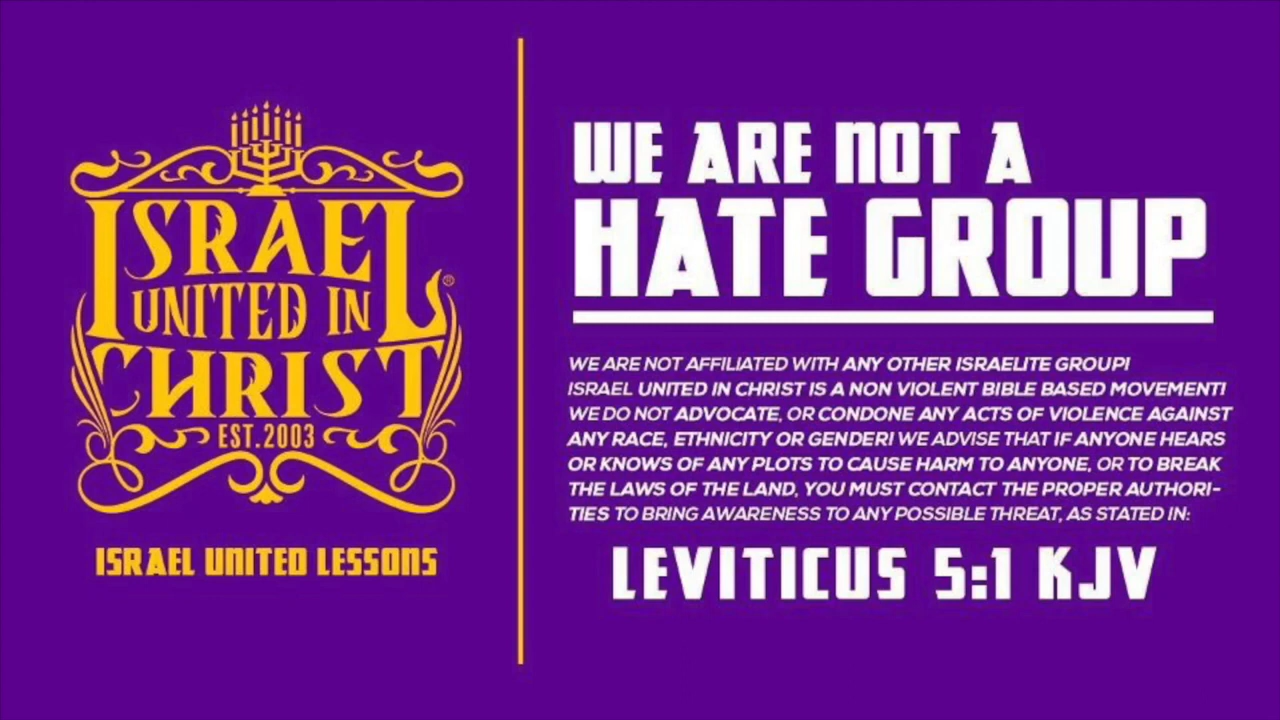 ISRAEL
UNITED IN
CHRIST
EST.2003
ISRAEL UNITED LESSONS
WE ARE NOT A
HATE GROUP
WE ARE NOT AFFILIATED WITH ANY OTHER ISRAELITE GROUP!
ISRAEL UNITED IN CHRIST IS A NON VIOLENT BIBLE BASED MOVEMENT!
WE DO NOT ADVOCATE, OR CONDONE ANY ACTS OF VIOLENCE AGAINST
ANY RACE, ETHNICITY OR GENDER! WE ADVISE THAT IF ANYONE HEARS
OR KNOWS OF ANY PLOTS TO CAUSE HARM TO ANYONE, OR TO BREAK
THE LAWS OF THE LAND, YOU MUST CONTACT THE PROPER AUTHORI-
TIES TO BRING AWARENESS TO ANY POSSIBLE THREAT, AS STATED IN:
LEVITICUS 5:1 KJV